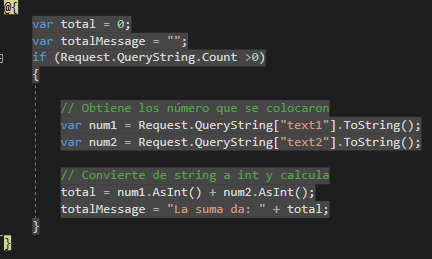 @{
var total = 0;
var totalMessage = "";
if (Request.QueryString.Count >0)
{
// Obtiene los número que se colocaron
var num1 = Request.QueryString["text1"].ToString();
var num2 = Request.QueryString["text2"].ToString();
// Convierte de string a int y calcula
total = num1.AsInt() + num2.AsInt();
totalMessage = "La suma da: " + total;
}
}